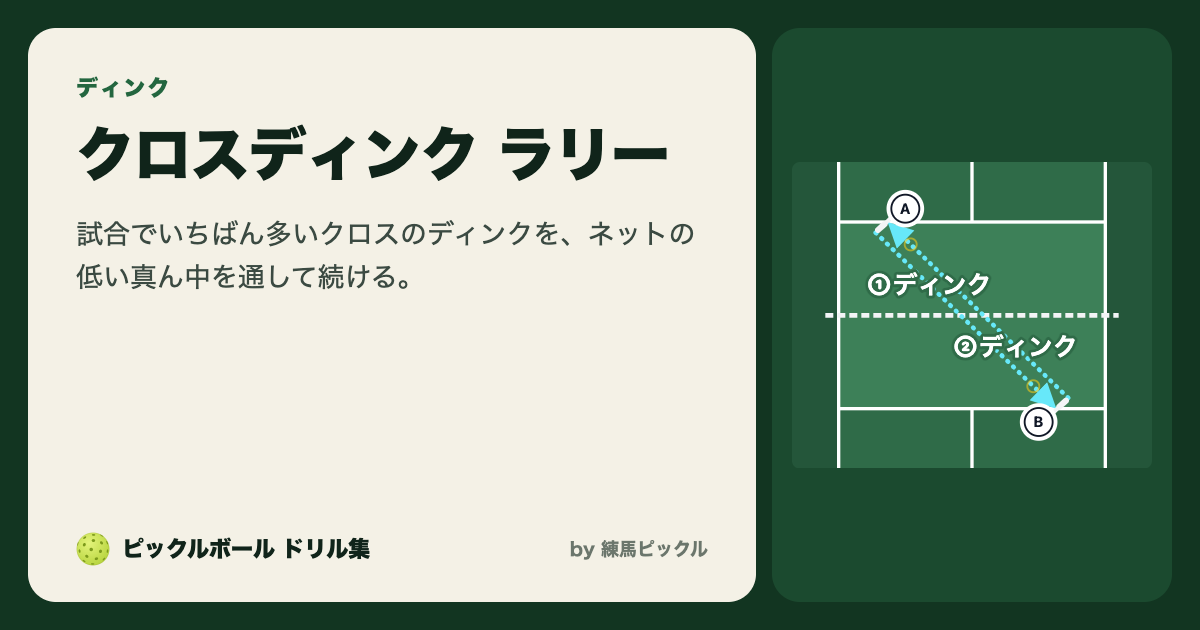 ディンク
クロスディンク ラリー
試合でいちばん多いクロスのディンクを、ネットの
低い真ん中を通して続ける。
ピックルボール ドリル集
by 練馬ピックル
A
①ディンク
②ディンク
B